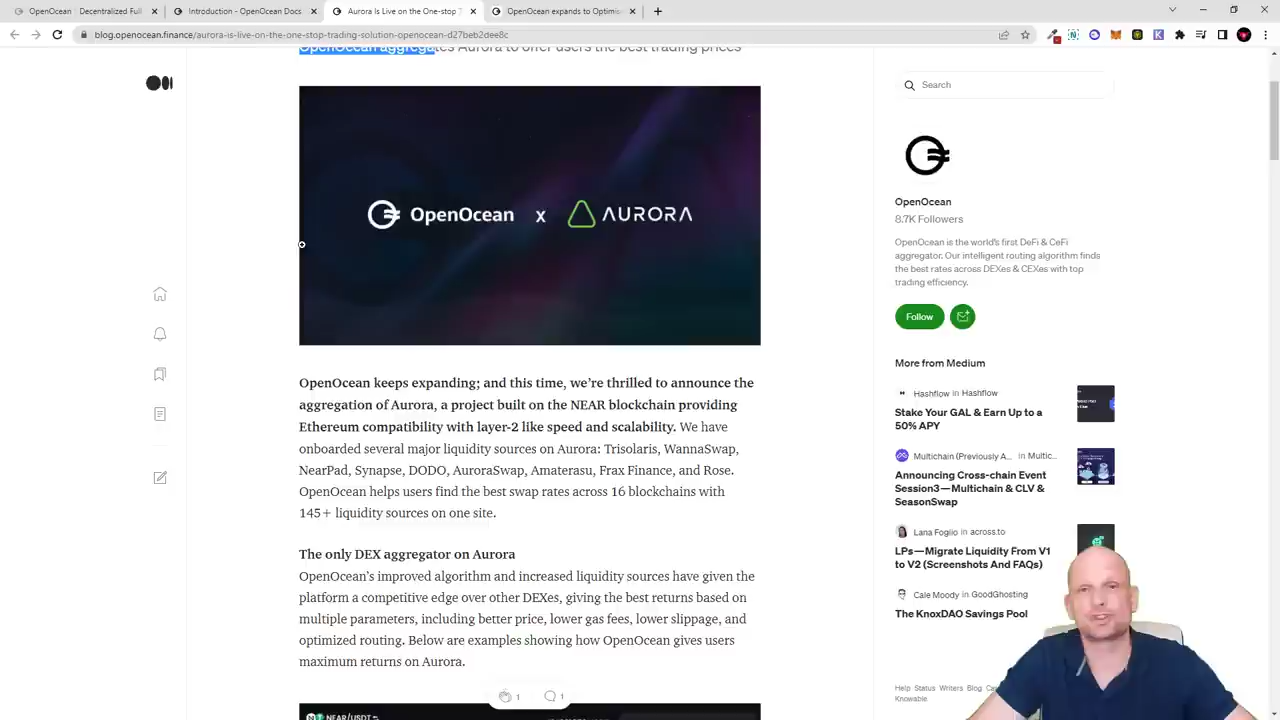 OpenOcean _ Decentralized Full
Introduction - OpenOcean Docs
Aurora Is Live on the One-stop T
OpenOcean expands to Optimis
blog.openocean.finance/aurora-is-live-on-the-one-stop-trading-solution-openocean-d27beb2dee8c
OpenOcean aggregates Aurora to offer users the best trading prices
OpenOcean x AURORA
OpenOcean keeps expanding; and this time, we’re thrilled to announce the
aggregation of Aurora, a project built on the NEAR blockchain providing
Ethereum compatibility with layer-2 like speed and scalability. We have
onboarded several major liquidity sources on Aurora: Trisolaris, WannaSwap,
NearPad, Synapse, DODO, AuroraSwap, Amaterasu, Frax Finance, and Rose.
OpenOcean helps users find the best swap rates across 16 blockchains with
145+ liquidity sources on one site.
The only DEX aggregator on Aurora
OpenOcean’s improved algorithm and increased liquidity sources have given the
platform a competitive edge over other DEXes, giving the best returns based on
multiple parameters, including better price, lower gas fees, lower slippage, and
optimized routing. Below are examples showing how OpenOcean gives users
maximum returns on Aurora.
1 1
NEAR/USDT
Search
OpenOcean
8.7K Followers
OpenOcean is the world’s first DeFi & CeFi
aggregator. Our intelligent routing algorithm finds
the best rates across DEXes & CEXes with top
trading efficiency.
Follow
More from Medium
Hashflow in Hashflow
Stake Your GAL & Earn Up to a
50% APY
Multichain (Previously A... in Multic...
Announcing Cross-chain Event
Session3—Multichain & CLV &
SeasonSwap
Lana Foglio in across.to
LPs—Migrate Liquidity From V1
to V2 (Screenshots And FAQs)
Cale Moody in GoodGhosting
The KnoxDAO Savings Pool
Help Status Writers Blog
Knowable